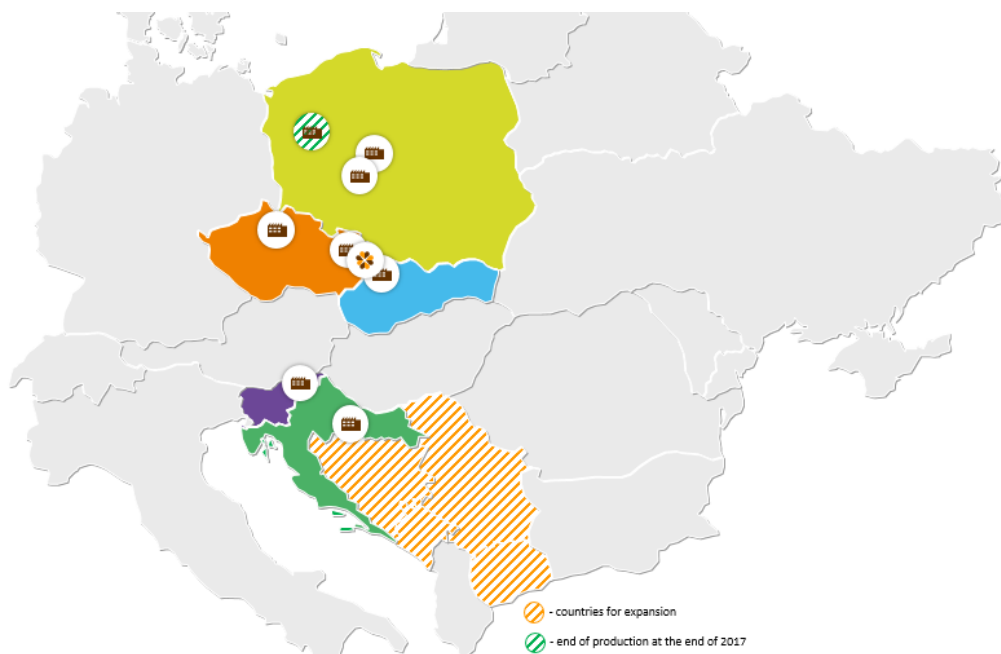 - countries for expansion
- end of production at the end of 2017